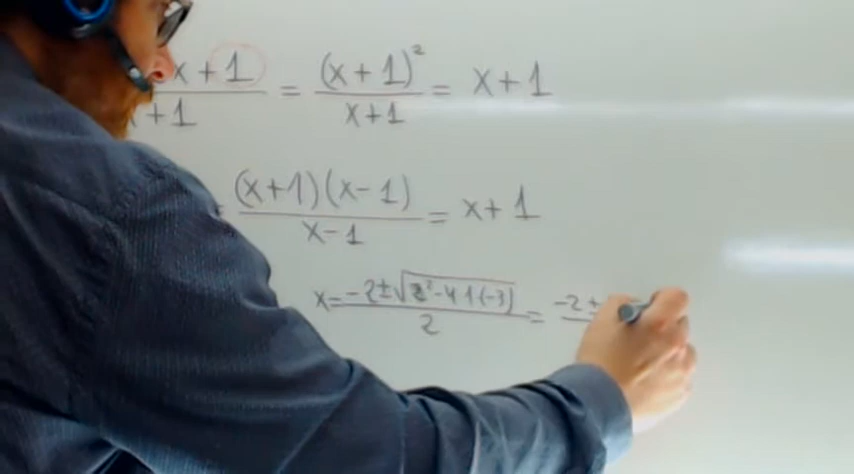 x + 1 / +1 = (x + 1)² / x + 1 = x + 1
(x + 1)(x - 1) / x - 1 = x + 1
x = -2 ± √2² - 4 1 (-3) / 2 = -2 ±